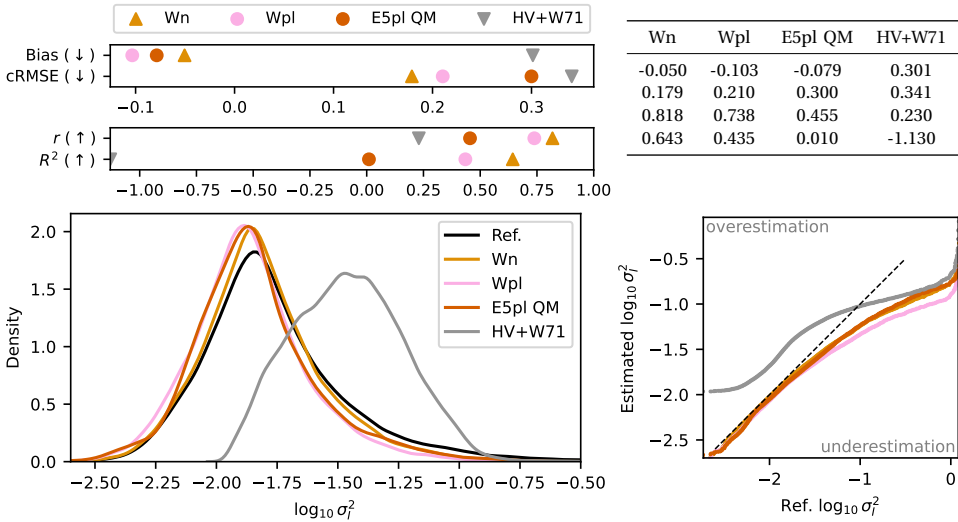 Wn Wpl E5pl QM HV+W71
Bias (↓)
cRMSE (↓)
−0.1 0.0 0.1 0.2 0.3
r (↑)
R² (↑)
−1.00 −0.75 −0.50 −0.25 0.00 0.25 0.50 0.75 1.00
Wn Wpl E5pl QM HV+W71
-0.050 -0.103 -0.079 0.301
0.179 0.210 0.300 0.341
0.818 0.738 0.455 0.230
0.643 0.435 0.010 -1.130
Density
2.0
1.5
1.0
0.5
0.0
Ref.
Wn
Wpl
E5pl QM
HV+W71
−2.50 −2.25 −2.00 −1.75 −1.50 −1.25 −1.00 −0.75 −0.50
log₁₀ σ_I²
overestimation
Estimated log₁₀ σ_I²
−0.5
−1.0
−1.5
−2.0
−2.5
underestimation
−2 −1 0
Ref. log₁₀ σ_I²